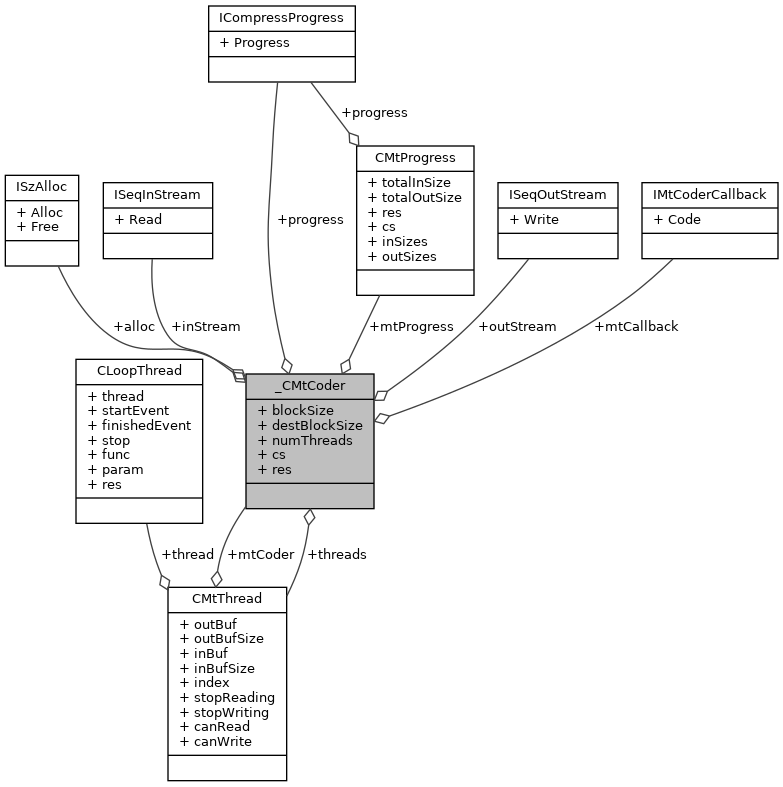 ICompressProgress
+ Progress
+progress
CMtProgress
+ totalInSize
+ totalOutSize
+ res
+ cs
+ inSizes
+ outSizes
ISzAlloc
+ Alloc
+ Free
ISeqInStream
+ Read
ISeqOutStream
+ Write
IMtCoderCallback
+ Code
+progress
+alloc
+inStream
+mtProgress
+outStream
+mtCallback
CLoopThread
+ thread
+ startEvent
+ finishedEvent
+ stop
+ func
+ param
+ res
_CMtCoder
+ blockSize
+ destBlockSize
+ numThreads
+ cs
+ res
+thread
+mtCoder
+threads
CMtThread
+ outBuf
+ outBufSize
+ inBuf
+ inBufSize
+ index
+ stopReading
+ stopWriting
+ canRead
+ canWrite